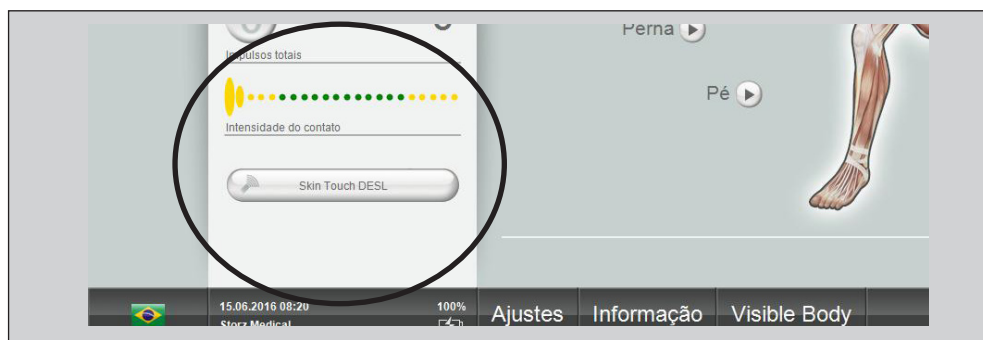 Impulsos totais
Intensidade do contato
Skin Touch DESL
Perna
Pé
15.06.2016 08:20
100%
Storz Medical
Ajustes
Informação
Visible Body